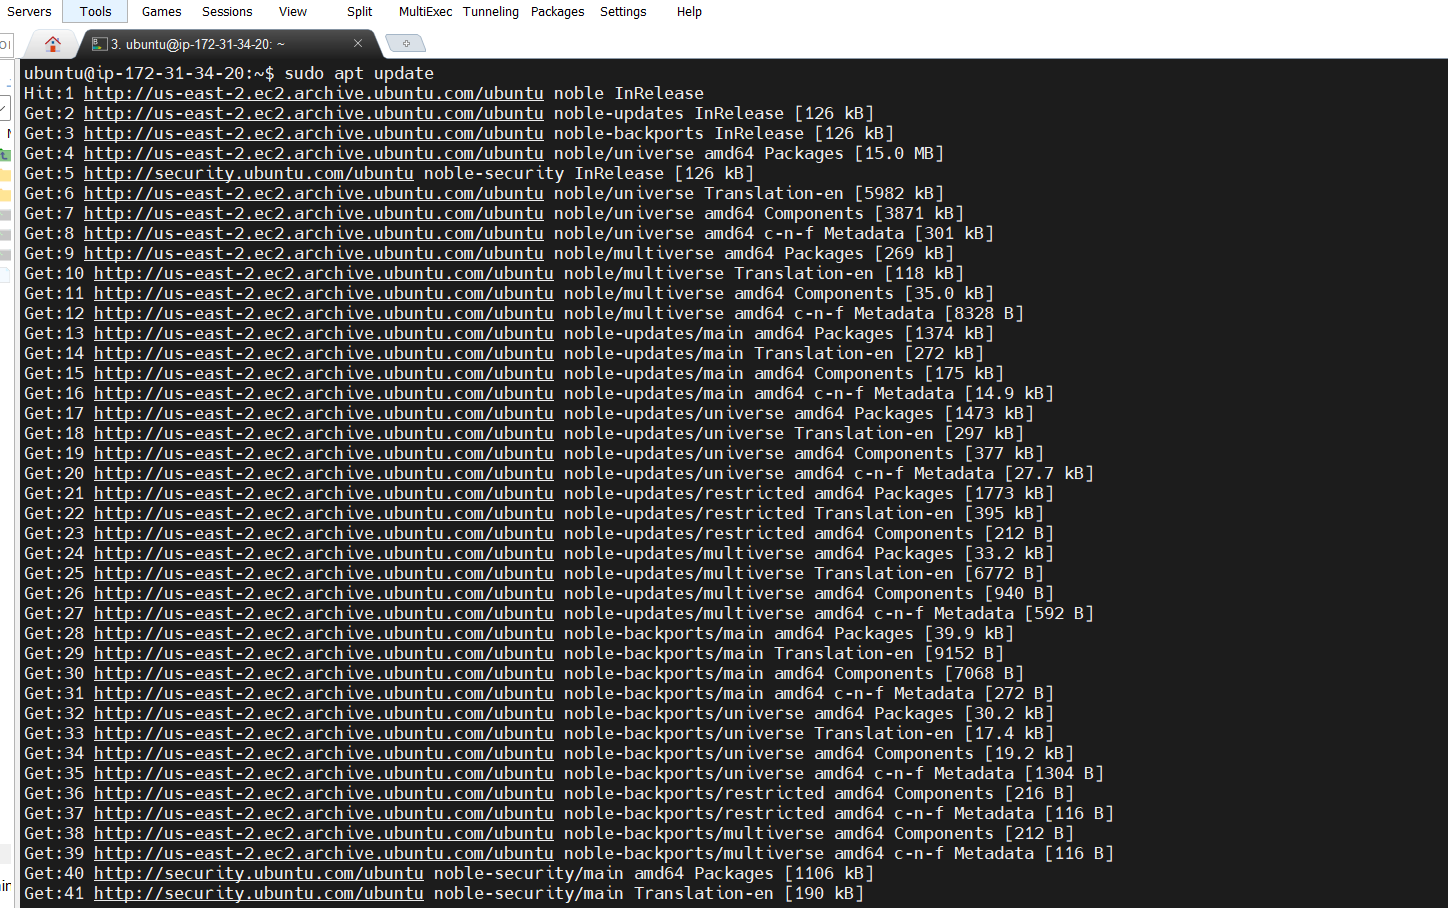 Servers Tools Games Sessions View Split MultiExec Tunneling Packages Settings Help
3. ubuntu@ip-172-31-34-20: ~
ubuntu@ip-172-31-34-20:~$ sudo apt update
Hit:1 http://us-east-2.ec2.archive.ubuntu.com/ubuntu noble InRelease
Get:2 http://us-east-2.ec2.archive.ubuntu.com/ubuntu noble-updates InRelease [126 kB]
Get:3 http://us-east-2.ec2.archive.ubuntu.com/ubuntu noble-backports InRelease [126 kB]
Get:4 http://us-east-2.ec2.archive.ubuntu.com/ubuntu noble/universe amd64 Packages [15.0 MB]
Get:5 http://security.ubuntu.com/ubuntu noble-security InRelease [126 kB]
Get:6 http://us-east-2.ec2.archive.ubuntu.com/ubuntu noble/universe Translation-en [5982 kB]
Get:7 http://us-east-2.ec2.archive.ubuntu.com/ubuntu noble/universe amd64 Components [3871 kB]
Get:8 http://us-east-2.ec2.archive.ubuntu.com/ubuntu noble/universe amd64 c-n-f Metadata [301 kB]
Get:9 http://us-east-2.ec2.archive.ubuntu.com/ubuntu noble/multiverse amd64 Packages [269 kB]
Get:10 http://us-east-2.ec2.archive.ubuntu.com/ubuntu noble/multiverse Translation-en [118 kB]
Get:11 http://us-east-2.ec2.archive.ubuntu.com/ubuntu noble/multiverse amd64 Components [35.0 kB]
Get:12 http://us-east-2.ec2.archive.ubuntu.com/ubuntu noble/multiverse amd64 c-n-f Metadata [8328 B]
Get:13 http://us-east-2.ec2.archive.ubuntu.com/ubuntu noble-updates/main amd64 Packages [1374 kB]
Get:14 http://us-east-2.ec2.archive.ubuntu.com/ubuntu noble-updates/main Translation-en [272 kB]
Get:15 http://us-east-2.ec2.archive.ubuntu.com/ubuntu noble-updates/main amd64 Components [175 kB]
Get:16 http://us-east-2.ec2.archive.ubuntu.com/ubuntu noble-updates/main amd64 c-n-f Metadata [14.9 kB]
Get:17 http://us-east-2.ec2.archive.ubuntu.com/ubuntu noble-updates/universe amd64 Packages [1473 kB]
Get:18 http://us-east-2.ec2.archive.ubuntu.com/ubuntu noble-updates/universe Translation-en [297 kB]
Get:19 http://us-east-2.ec2.archive.ubuntu.com/ubuntu noble-updates/universe amd64 Components [377 kB]
Get:20 http://us-east-2.ec2.archive.ubuntu.com/ubuntu noble-updates/universe amd64 c-n-f Metadata [27.7 kB]
Get:21 http://us-east-2.ec2.archive.ubuntu.com/ubuntu noble-updates/restricted amd64 Packages [1773 kB]
Get:22 http://us-east-2.ec2.archive.ubuntu.com/ubuntu noble-updates/restricted Translation-en [395 kB]
Get:23 http://us-east-2.ec2.archive.ubuntu.com/ubuntu noble-updates/restricted amd64 Components [212 B]
Get:24 http://us-east-2.ec2.archive.ubuntu.com/ubuntu noble-updates/multiverse amd64 Packages [33.2 kB]
Get:25 http://us-east-2.ec2.archive.ubuntu.com/ubuntu noble-updates/multiverse Translation-en [6772 B]
Get:26 http://us-east-2.ec2.archive.ubuntu.com/ubuntu noble-updates/multiverse amd64 Components [940 B]
Get:27 http://us-east-2.ec2.archive.ubuntu.com/ubuntu noble-updates/multiverse amd64 c-n-f Metadata [592 B]
Get:28 http://us-east-2.ec2.archive.ubuntu.com/ubuntu noble-backports/main amd64 Packages [39.9 kB]
Get:29 http://us-east-2.ec2.archive.ubuntu.com/ubuntu noble-backports/main Translation-en [9152 B]
Get:30 http://us-east-2.ec2.archive.ubuntu.com/ubuntu noble-backports/main amd64 Components [7068 B]
Get:31 http://us-east-2.ec2.archive.ubuntu.com/ubuntu noble-backports/main amd64 c-n-f Metadata [272 B]
Get:32 http://us-east-2.ec2.archive.ubuntu.com/ubuntu noble-backports/universe amd64 Packages [30.2 kB]
Get:33 http://us-east-2.ec2.archive.ubuntu.com/ubuntu noble-backports/universe Translation-en [17.4 kB]
Get:34 http://us-east-2.ec2.archive.ubuntu.com/ubuntu noble-backports/universe amd64 Components [19.2 kB]
Get:35 http://us-east-2.ec2.archive.ubuntu.com/ubuntu noble-backports/universe amd64 c-n-f Metadata [1304 B]
Get:36 http://us-east-2.ec2.archive.ubuntu.com/ubuntu noble-backports/restricted amd64 Components [216 B]
Get:37 http://us-east-2.ec2.archive.ubuntu.com/ubuntu noble-backports/restricted amd64 c-n-f Metadata [116 B]
Get:38 http://us-east-2.ec2.archive.ubuntu.com/ubuntu noble-backports/multiverse amd64 Components [212 B]
Get:39 http://us-east-2.ec2.archive.ubuntu.com/ubuntu noble-backports/multiverse amd64 c-n-f Metadata [116 B]
Get:40 http://security.ubuntu.com/ubuntu noble-security/main amd64 Packages [1106 kB]
Get:41 http://security.ubuntu.com/ubuntu noble-security/main Translation-en [190 kB]